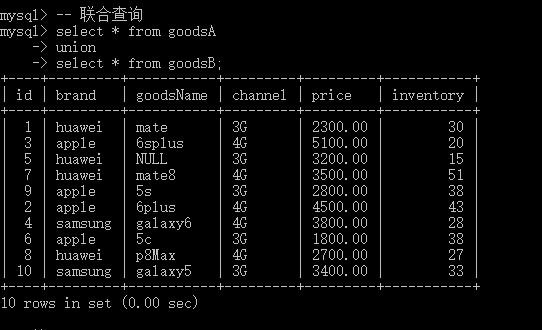 mysql> -- 联合查询
mysql> select * from goodsA
    -> union
    -> select * from goodsB;
+----+---------+-----------+---------+---------+-----------+
| id | brand   | goodsName | channel | price   | inventory |
+----+---------+-----------+---------+---------+-----------+
|  1 | huawei  | mate      | 3G      | 2300.00 |        30 |
|  3 | apple   | 6splus    | 4G      | 5100.00 |        20 |
|  5 | huawei  | NULL      | 3G      | 3200.00 |        15 |
|  7 | huawei  | mate8     | 4G      | 3500.00 |        51 |
|  9 | apple   | 5s        | 3G      | 2800.00 |        38 |
|  2 | apple   | 6plus     | 4G      | 4500.00 |        43 |
|  4 | samsung | galaxy6   | 4G      | 3800.00 |        28 |
|  6 | apple   | 5c        | 3G      | 1800.00 |        38 |
|  8 | huawei  | p8Max     | 4G      | 2700.00 |        27 |
| 10 | samsung | galaxy5   | 3G      | 3400.00 |        33 |
+----+---------+-----------+---------+---------+-----------+
10 rows in set (0.00 sec)